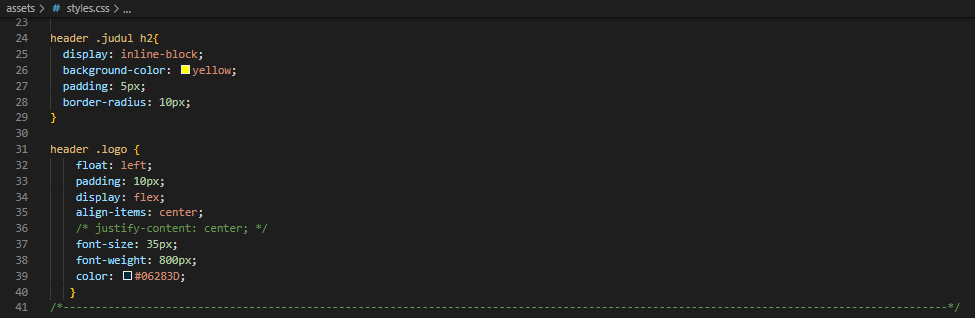 assets > # styles.css > ...
23
24 header .judul h2{
25 display: inline-block;
26 background-color: yellow;
27 padding: 5px;
28 border-radius: 10px;
29 }
30
31 header .logo {
32 float: left;
33 padding: 10px;
34 display: flex;
35 align-items: center;
36 /* justify-content: center; */
37 font-size: 35px;
38 font-weight: 800px;
39 color: #06283D;
40 }
41 /*------------------------------------------------------------------------------------------------------------------------------------------*/